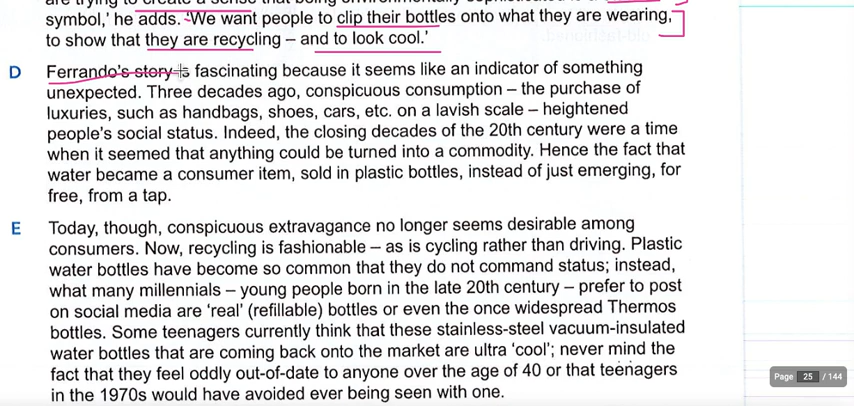 symbol,' he adds. 'We want people to clip their bottles onto what they are wearing,
to show that they are recycling – and to look cool.'
D Ferrando's story is fascinating because it seems like an indicator of something
unexpected. Three decades ago, conspicuous consumption – the purchase of
luxuries, such as handbags, shoes, cars, etc. on a lavish scale – heightened
people's social status. Indeed, the closing decades of the 20th century were a time
when it seemed that anything could be turned into a commodity. Hence the fact that
water became a consumer item, sold in plastic bottles, instead of just emerging, for
free, from a tap.
E Today, though, conspicuous extravagance no longer seems desirable among
consumers. Now, recycling is fashionable – as is cycling rather than driving. Plastic
water bottles have become so common that they do not command status; instead,
what many millennials – young people born in the late 20th century – prefer to post
on social media are 'real' (refillable) bottles or even the once widespread Thermos
bottles. Some teenagers currently think that these stainless-steel vacuum-insulated
water bottles that are coming back onto the market are ultra 'cool'; never mind the
fact that they feel oddly out-of-date to anyone over the age of 40 or that teenagers
in the 1970s would have avoided ever being seen with one.
Page 25 / 144